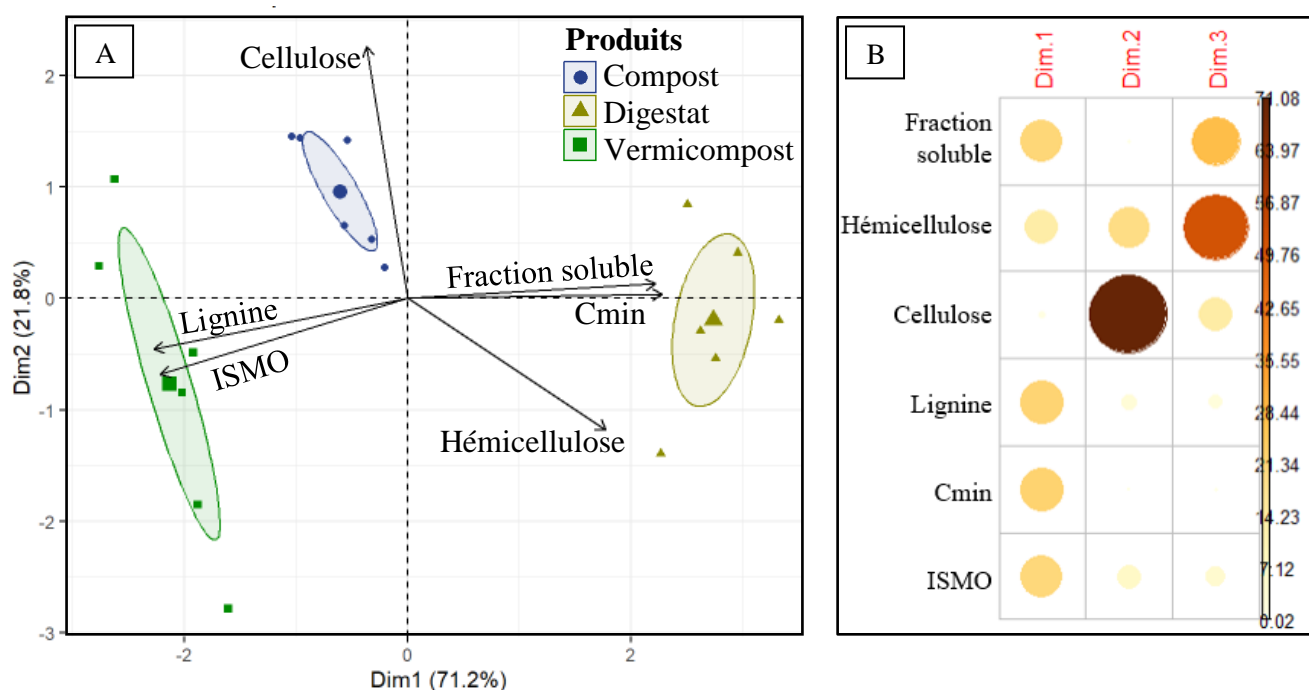 A
Produits
Compost
Digestat
Vermicompost
Cellulose
Fraction soluble
Cmin
Lignine
ISMO
Hémicellulose
2
1
0
-1
-2
-3
Dim2 (21.8%)
-2
0
2
Dim1 (71.2%)
B
Dim.1
Dim.2
Dim.3
Fraction
soluble
Hémicellulose
Cellulose
Lignine
Cmin
ISMO
71.08
63.97
56.87
49.76
42.65
35.55
28.44
21.34
14.23
7.12
0.02